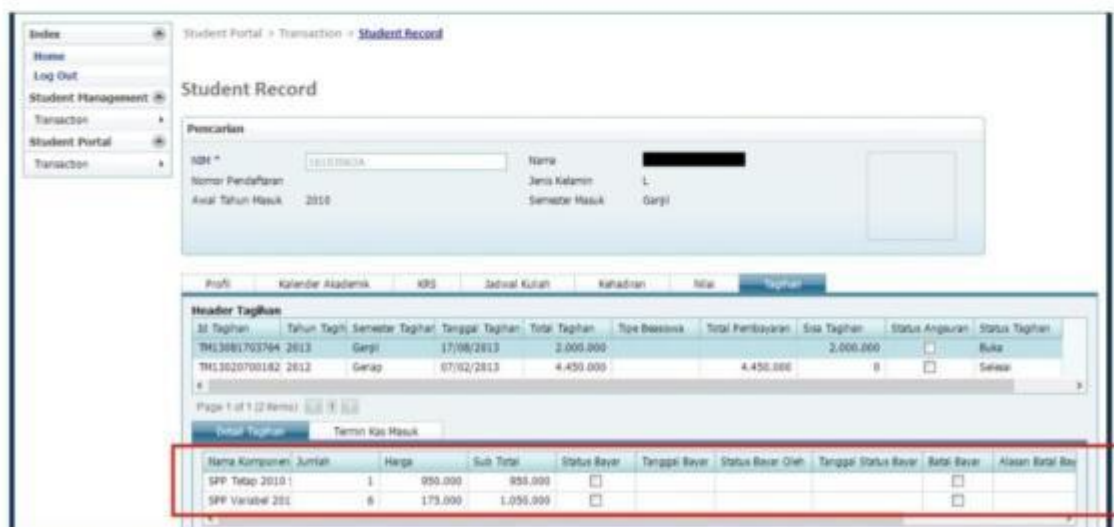 Index
Home
Log Out
Student Management
Transaction
Student Portal
Transaction
Student Portal > Transaction > Student Record
Student Record
Pencarian
NIM *
Nama
Nomor Pendaftaran
Jenis Kelamin L
Awal Tahun Masuk 2010
Semester Masuk Ganjil
Profil Kalender Akademik KRS Jadwal Kuliah Kehadiran Nilai Tagihan
Header Tagihan
Id Tagihan Tahun Tagih Semester Tagihan Tanggal Tagihan Total Tagihan Tipe Beasiswa Total Pembayaran Sisa Tagihan Status Angsuran Status Tagihan
TM13081703764 2013 Ganjil 17/08/2013 2.000.000 2.000.000 Buka
TM13020700182 2012 Genap 07/02/2013 4.450.000 4.450.000 0 Selesai
Page 1 of 1 (2 items) 1
Detail Tagihan Termin Kas Masuk
Nama Komponen Jumlah Harga Sub Total Status Bayar Tanggal Bayar Status Bayar Oleh Tanggal Status Bayar Batal Bayar Alasan Batal Bay
SPP Tetap 2010 1 950.000 950.000
SPP Variabel 201 6 175.000 1.050.000